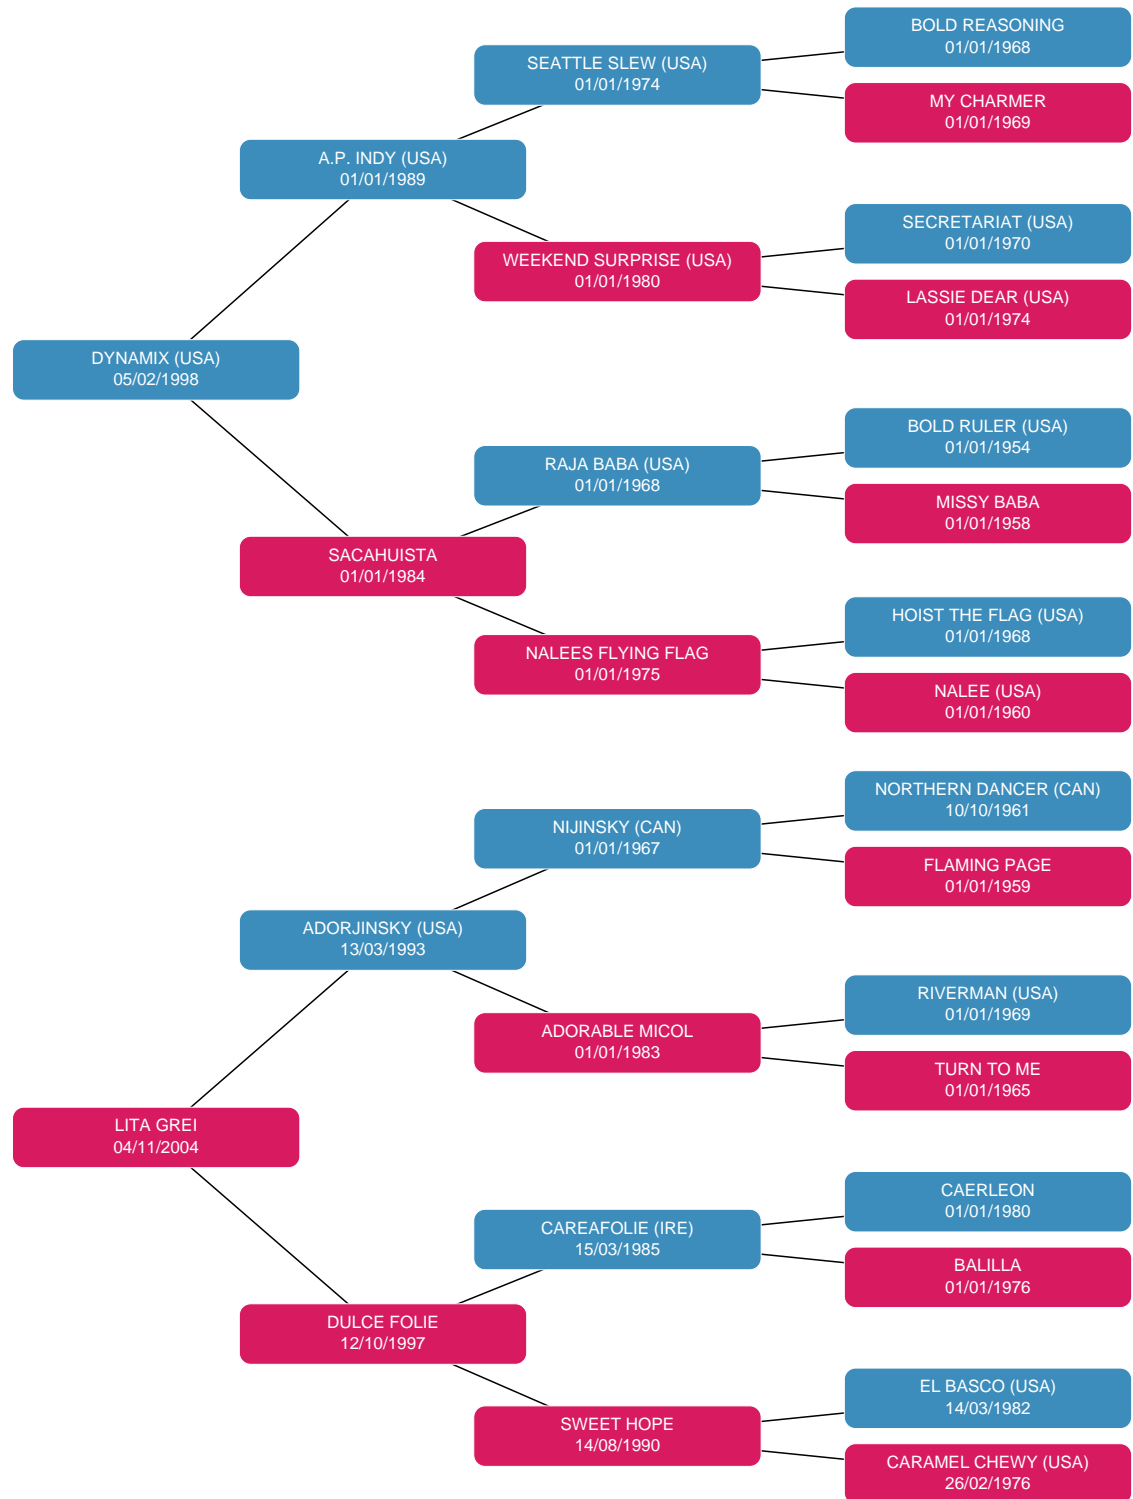 BOLD REASONING
01/01/1968
SEATTLE SLEW (USA)
01/01/1974
MY CHARMER
01/01/1969
A.P. INDY (USA)
01/01/1989
SECRETARIAT (USA)
01/01/1970
WEEKEND SURPRISE (USA)
01/01/1980
LASSIE DEAR (USA)
01/01/1974
DYNAMIX (USA)
05/02/1998
BOLD RULER (USA)
01/01/1954
RAJA BABA (USA)
01/01/1968
MISSY BABA
01/01/1958
SACAHUISTA
01/01/1984
HOIST THE FLAG (USA)
01/01/1968
NALEES FLYING FLAG
01/01/1975
NALEE (USA)
01/01/1960
NORTHERN DANCER (CAN)
10/10/1961
NIJINSKY (CAN)
01/01/1967
FLAMING PAGE
01/01/1959
ADORJINSKY (USA)
13/03/1993
RIVERMAN (USA)
01/01/1969
ADORABLE MICOL
01/01/1983
TURN TO ME
01/01/1965
LITA GREI
04/11/2004
CAERLEON
01/01/1980
CAREAFOLIE (IRE)
15/03/1985
BALILLA
01/01/1976
DULCE FOLIE
12/10/1997
EL BASCO (USA)
14/03/1982
SWEET HOPE
14/08/1990
CARAMEL CHEWY (USA)
26/02/1976